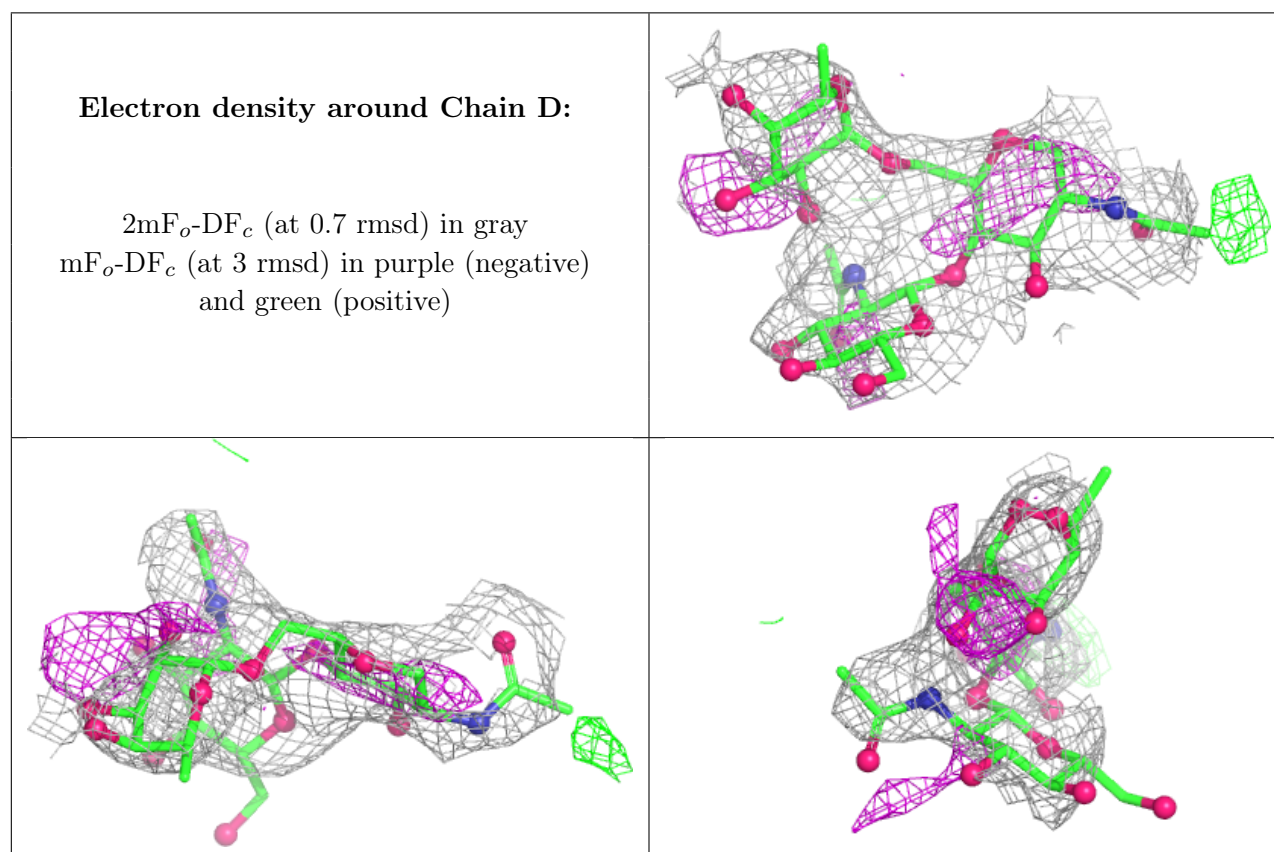 Electron density around Chain D:
2mFₒ-DF𝒸 (at 0.7 rmsd) in gray
mFₒ-DF𝒸 (at 3 rmsd) in purple (negative)
and green (positive)